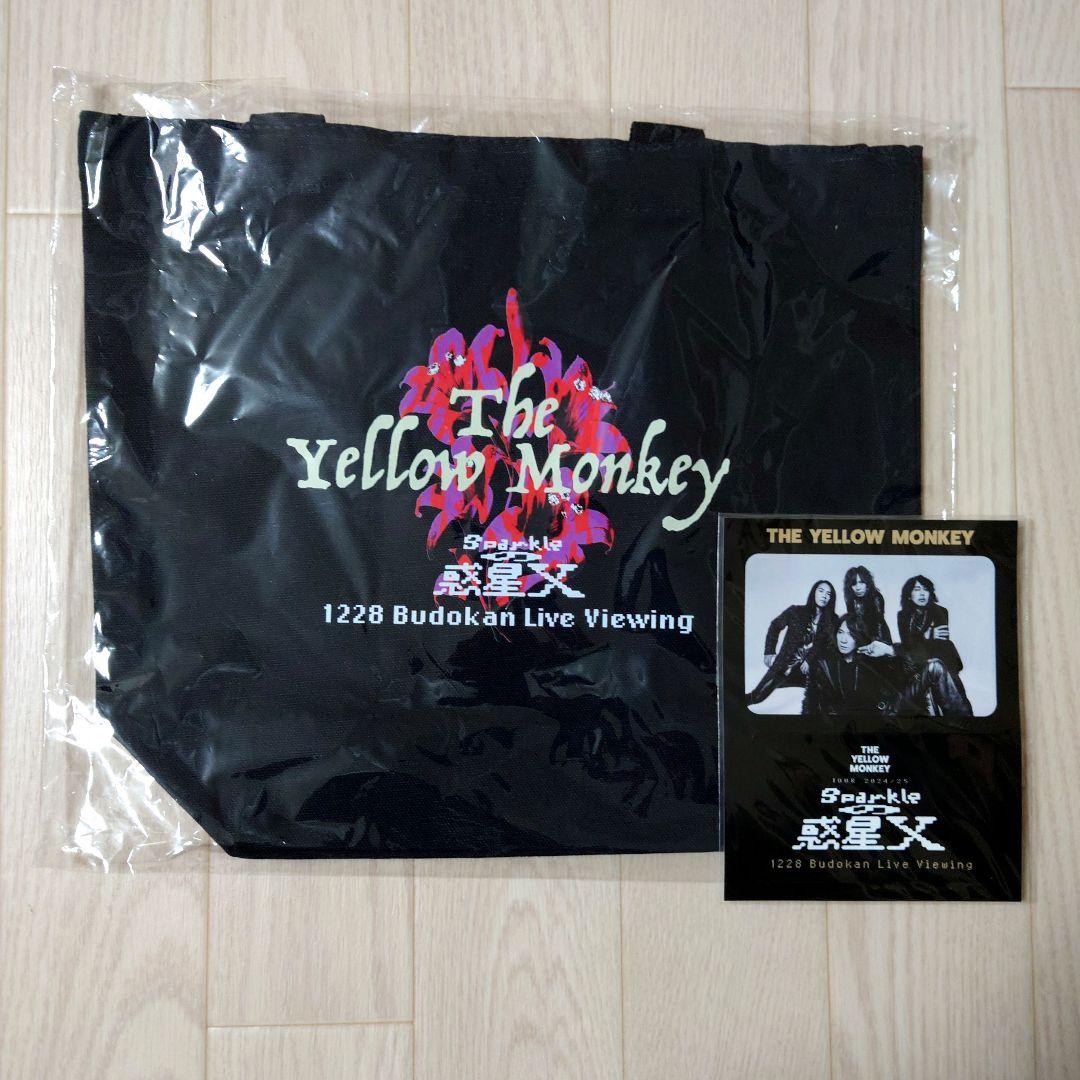 The
Yellow Monkey
Sparkle
の
惑星X
1228 Budokan Live Viewing
THE YELLOW MONKEY
THE
YELLOW
MONKEY
TOUR 2024/25
Sparkle
の
惑星X
1228 Budokan Live Viewing